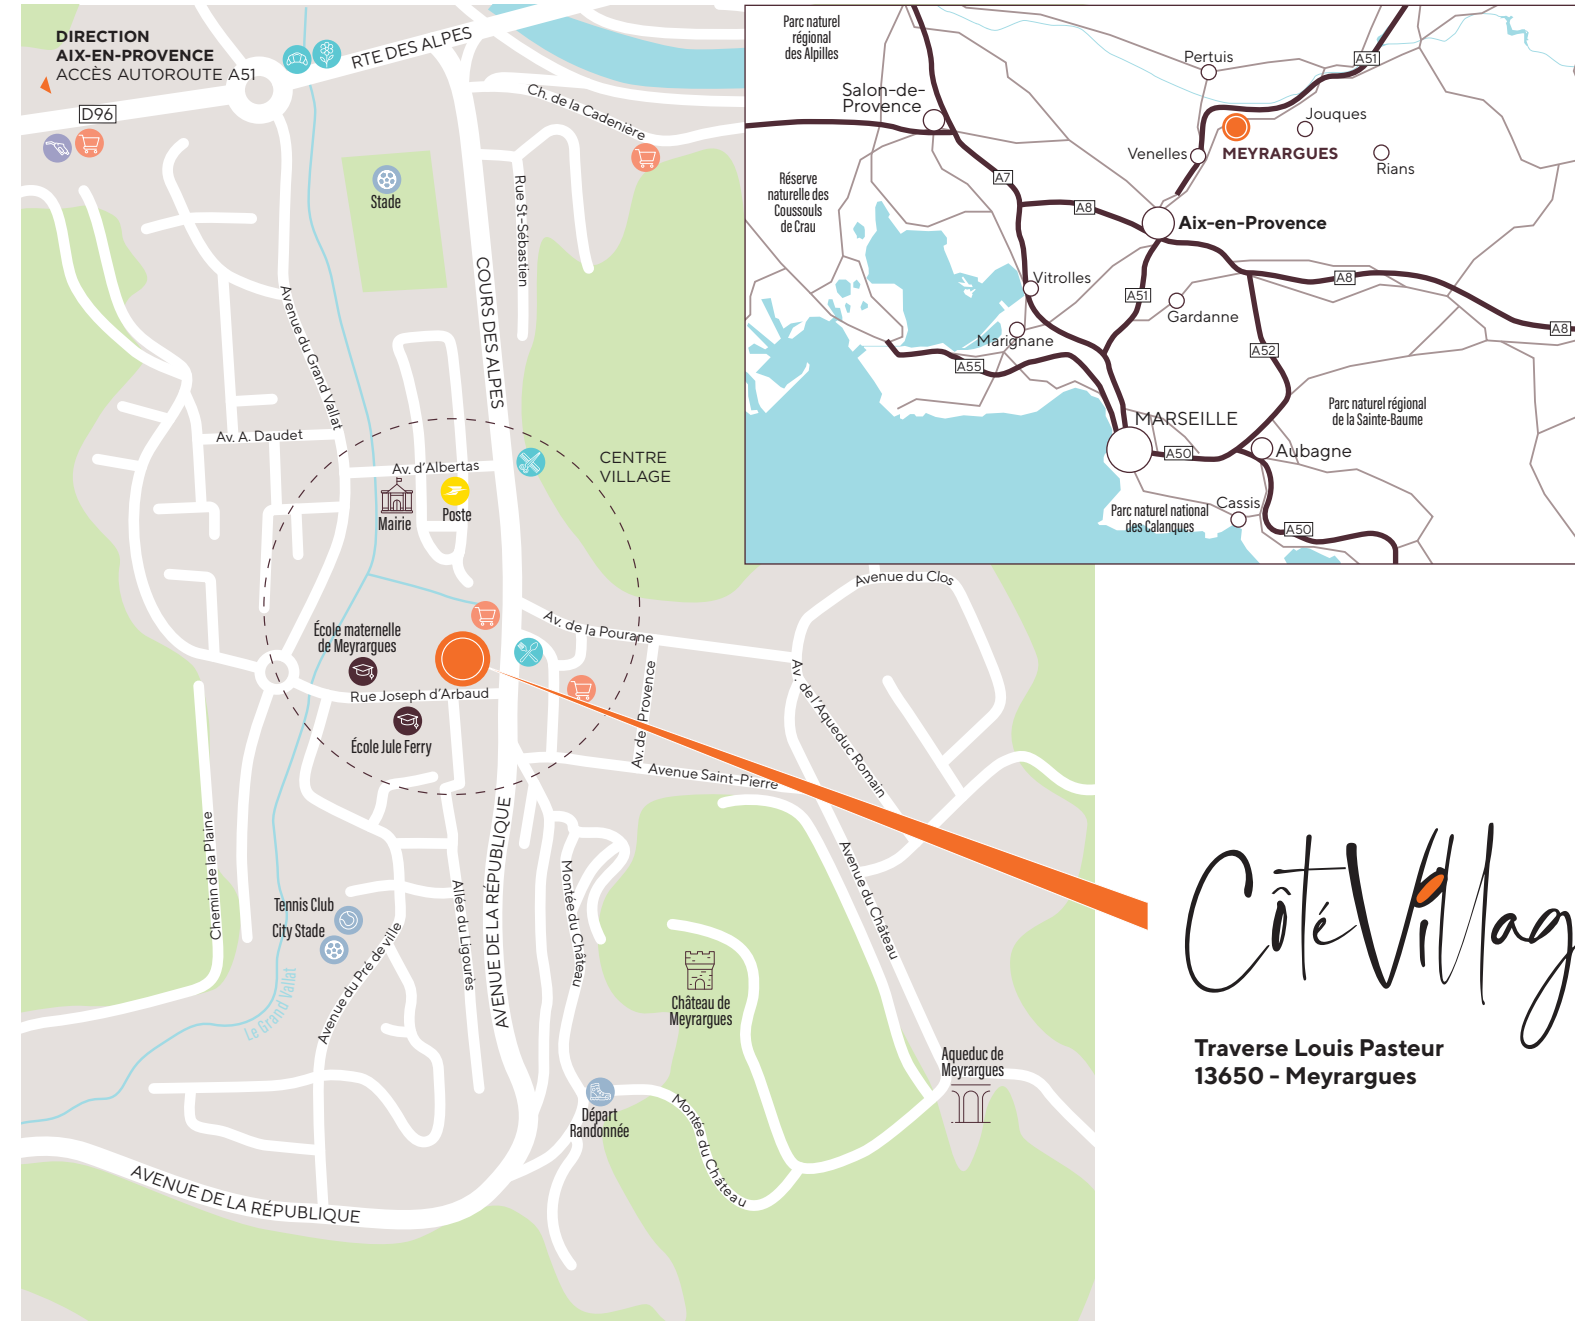 DIRECTION
AIX-EN-PROVENCE
ACCÈS AUTOROUTE A51
D96
RTE DES ALPES
Ch. de la Cadenière
Stade
Rue St-Sébastien
COURS DES ALPES
Avenue du Grand Vallat
Av. A. Daudet
Av. d'Albertas
Mairie
Poste
CENTRE
VILLAGE
École maternelle
de Meyrargues
Rue Joseph d'Arbaud
École Jule Ferry
Av. de la Pourane
Avenue du Clos
Av. de Provence
Av. de l'Aqueduc Romain
Avenue Saint-Pierre
Chemin de la Plaine
Tennis Club
City Stade
Le Grand Vallat
Avenue du Pré de ville
Allée du Ligourès
AVENUE DE LA RÉPUBLIQUE
Montée du Château
Avenue du Château
Château de
Meyrargues
Aqueduc de
Meyrargues
Départ
Randonnée
Montée du Château
AVENUE DE LA RÉPUBLIQUE
Parc naturel
régional
des Alpilles
Salon-de-
Provence
Pertuis
A51
Jouques
Venelles
MEYRARGUES
Rians
Réserve
naturelle des
Coussouls
de Crau
A7
A8
Aix-en-Provence
Vitrolles
A51
A8
Gardanne
A8
Marignane
A55
A52
MARSEILLE
Parc naturel régional
de la Sainte-Baume
A50
Aubagne
Parc naturel national
des Calanques
Cassis
A50
Côté Villag
Traverse Louis Pasteur
13650 - Meyrargues